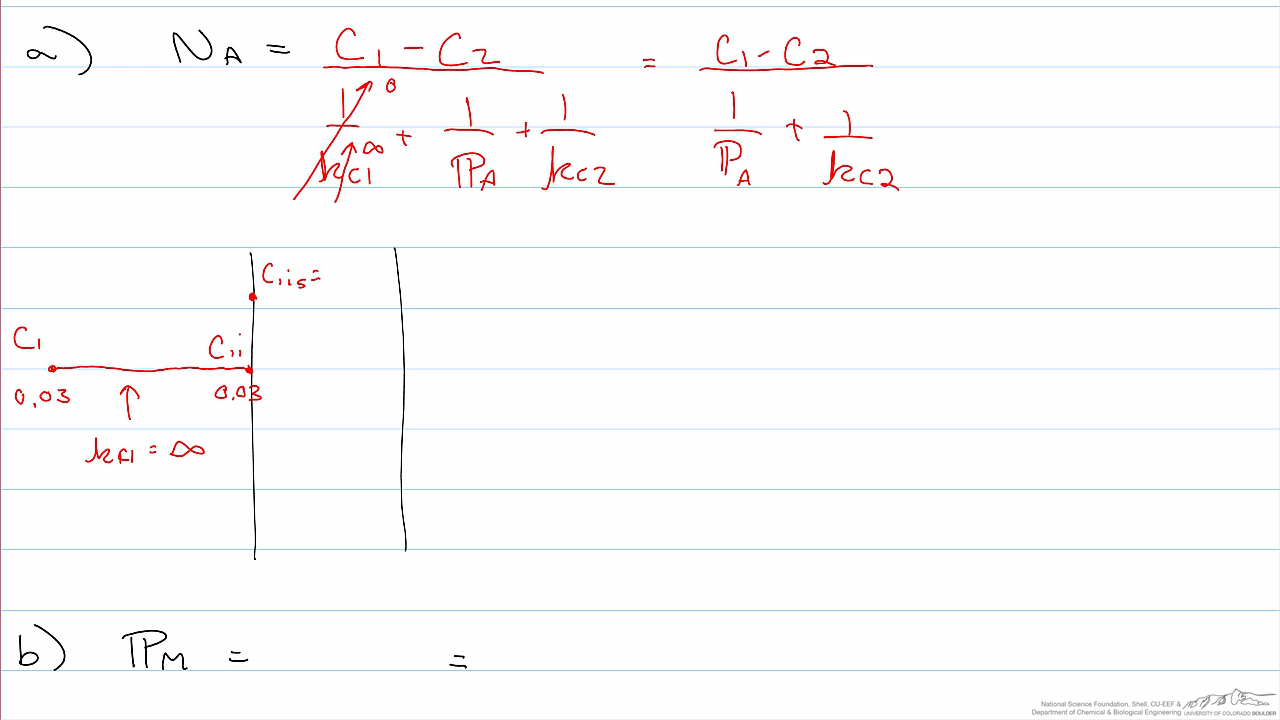 a) N_A = (C_1 - C_2) / (1/k_C1 + 1/ℙ_A + 1/k_C2) = (C_1 - C_2) / (1/ℙ_A + 1/k_C2)
0
∞
C_1is =
C_1 C_1i
0.03 0.03
k_C1 = ∞
b) ℙ_M = =
National Science Foundation, Shell, CU-EEF &
Department of Chemical & Biological Engineering UNIVERSITY OF COLORADO BOULDER